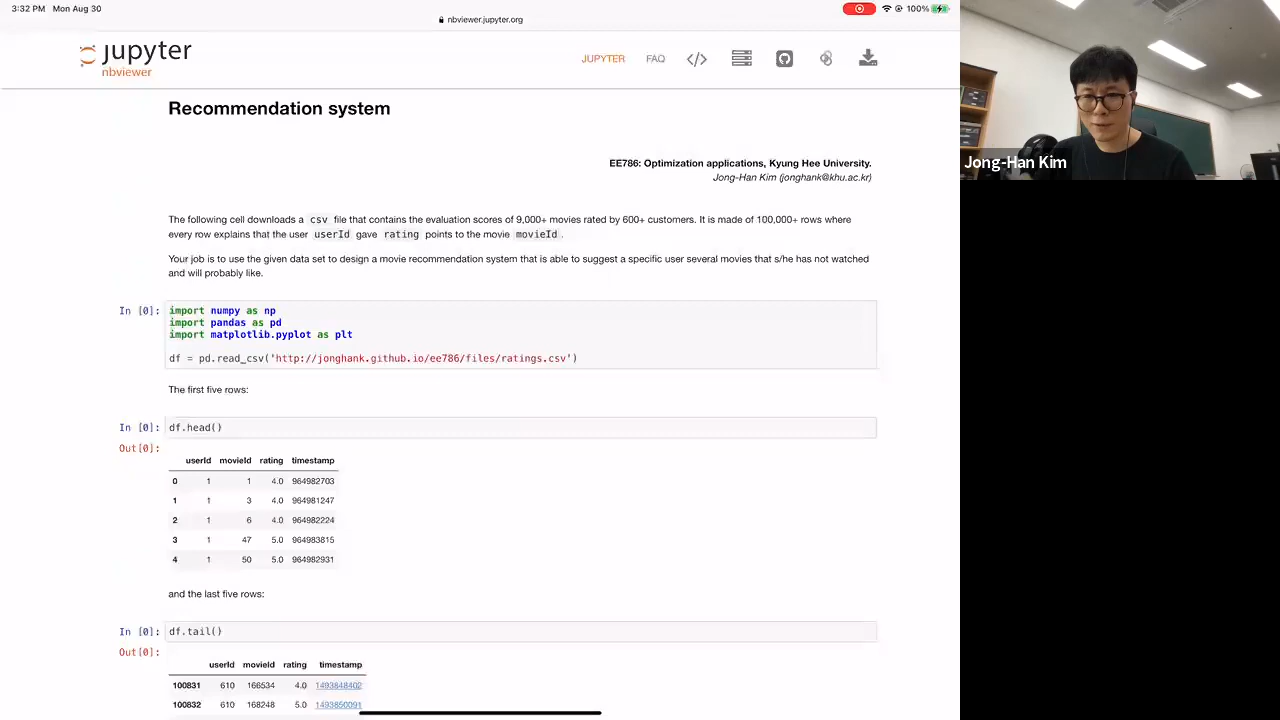 3:32 PM Mon Aug 30
100%
nbviewer.jupyter.org
jupyter
nbviewer
JUPYTER FAQ
Recommendation system
EE786: Optimization applications, Kyung Hee University.
Jong-Han Kim (jonghank@khu.ac.kr)
The following cell downloads a csv file that contains the evaluation scores of 9,000+ movies rated by 600+ customers. It is made of 100,000+ rows where
every row explains that the user userId gave rating points to the movie movieId.
Your job is to use the given data set to design a movie recommendation system that is able to suggest a specific user several movies that s/he has not watched
and will probably like.
In [0]: import numpy as np
import pandas as pd
import matplotlib.pyplot as plt
df = pd.read_csv('http://jonghank.github.io/ee786/files/ratings.csv')
The first five rows:
In [0]: df.head()
Out[0]:
userId movieId rating timestamp
0 1 1 4.0 964982703
1 1 3 4.0 964981247
2 1 6 4.0 964982224
3 1 47 5.0 964983815
4 1 50 5.0 964982931
and the last five rows:
In [0]: df.tail()
Out[0]:
userId movieId rating timestamp
100831 610 166534 4.0 1493848402
100832 610 168248 5.0 1493850091
Jong-Han Kim